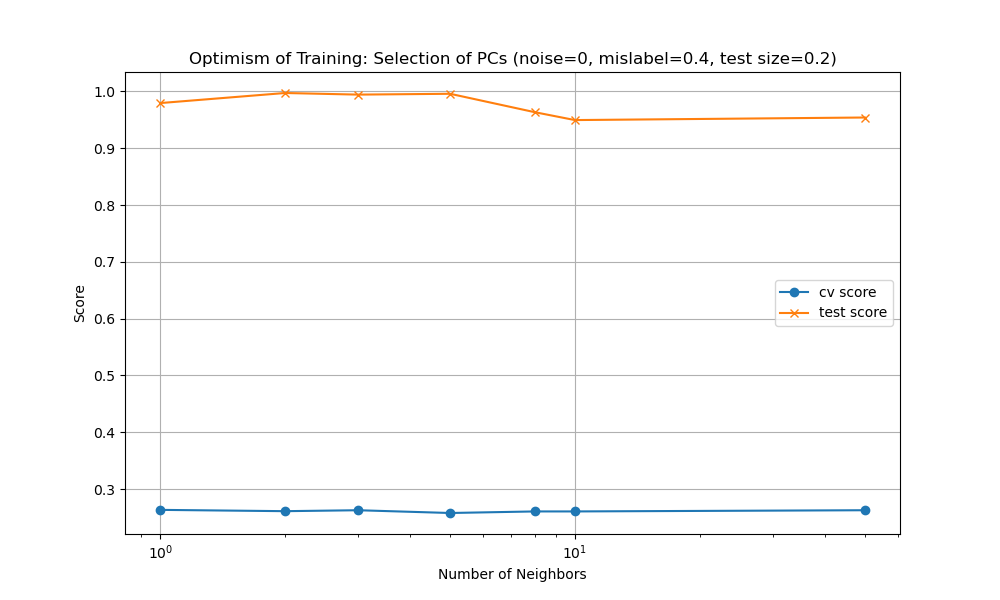 Optimism of Training: Selection of PCs (noise=0, mislabel=0.4, test size=0.2)
1.0
0.9
0.8
0.7
0.6
0.5
0.4
0.3
Score
cv score
test score
10⁰
10¹
Number of Neighbors